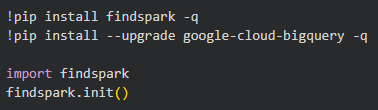 !pip install findspark -q
!pip install --upgrade google-cloud-bigquery -q
import findspark
findspark.init()